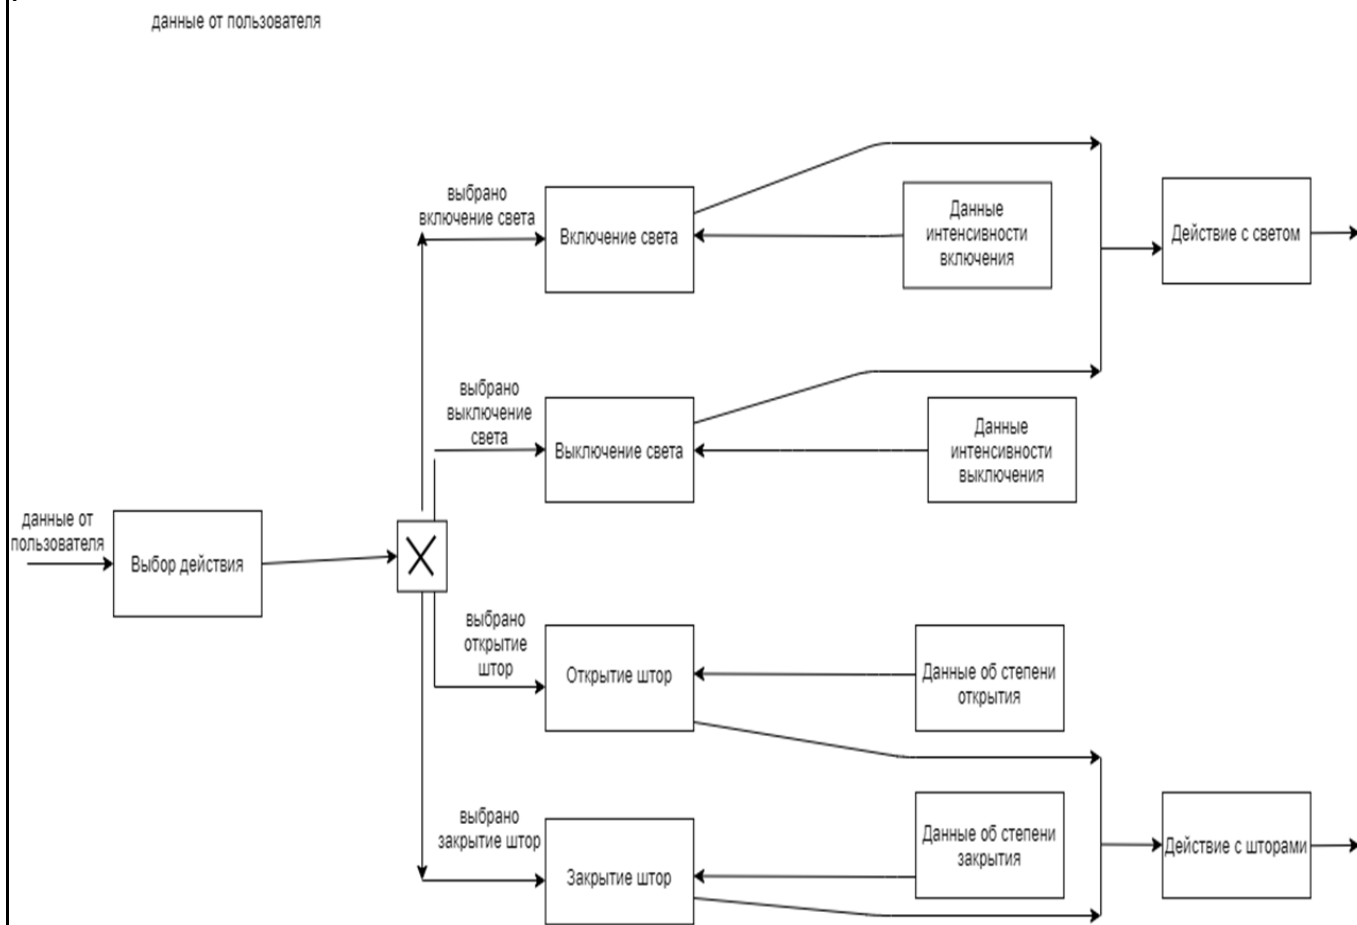 данные от пользователя
выбрано
включение света
Включение света
Данные
интенсивности
включения
Действие с светом
выбрано
выключение
света
Выключение света
Данные
интенсивности
выключения
данные от
пользователя
Выбор действия
X
выбрано
открытие
штор
Открытие штор
Данные об степени
открытия
выбрано
закрытие штор
Закрытие штор
Данные об степени
закрытия
Действие с шторами